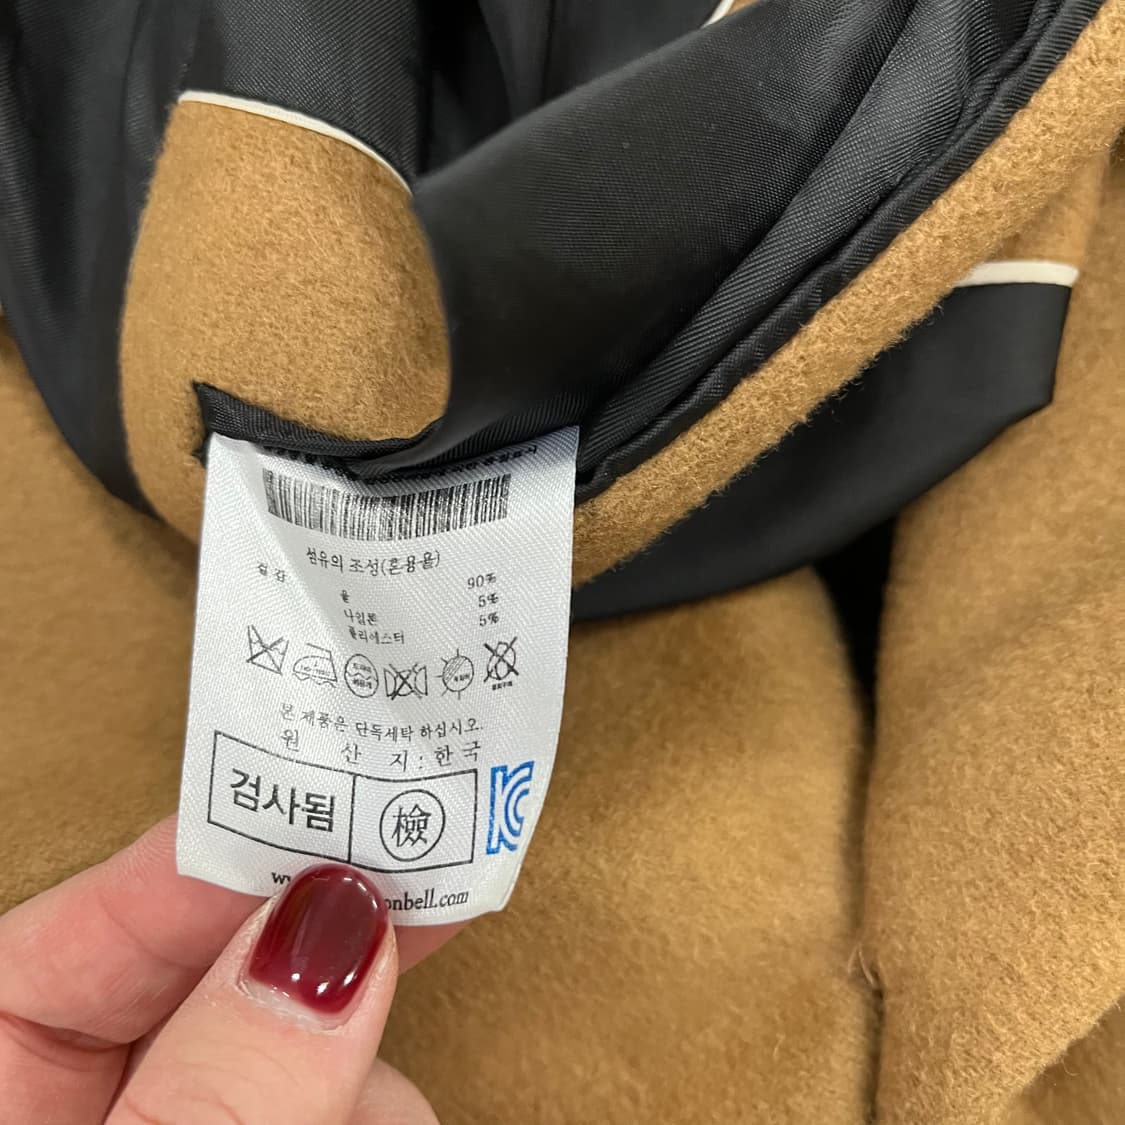 섬유의 조성(혼용율)
겉감
울 90%
나일론 5%
폴리에스터 5%
본 제품은 단독세탁 하십시오.
원 산 지 : 한국
검사됨 檢
onbell.com